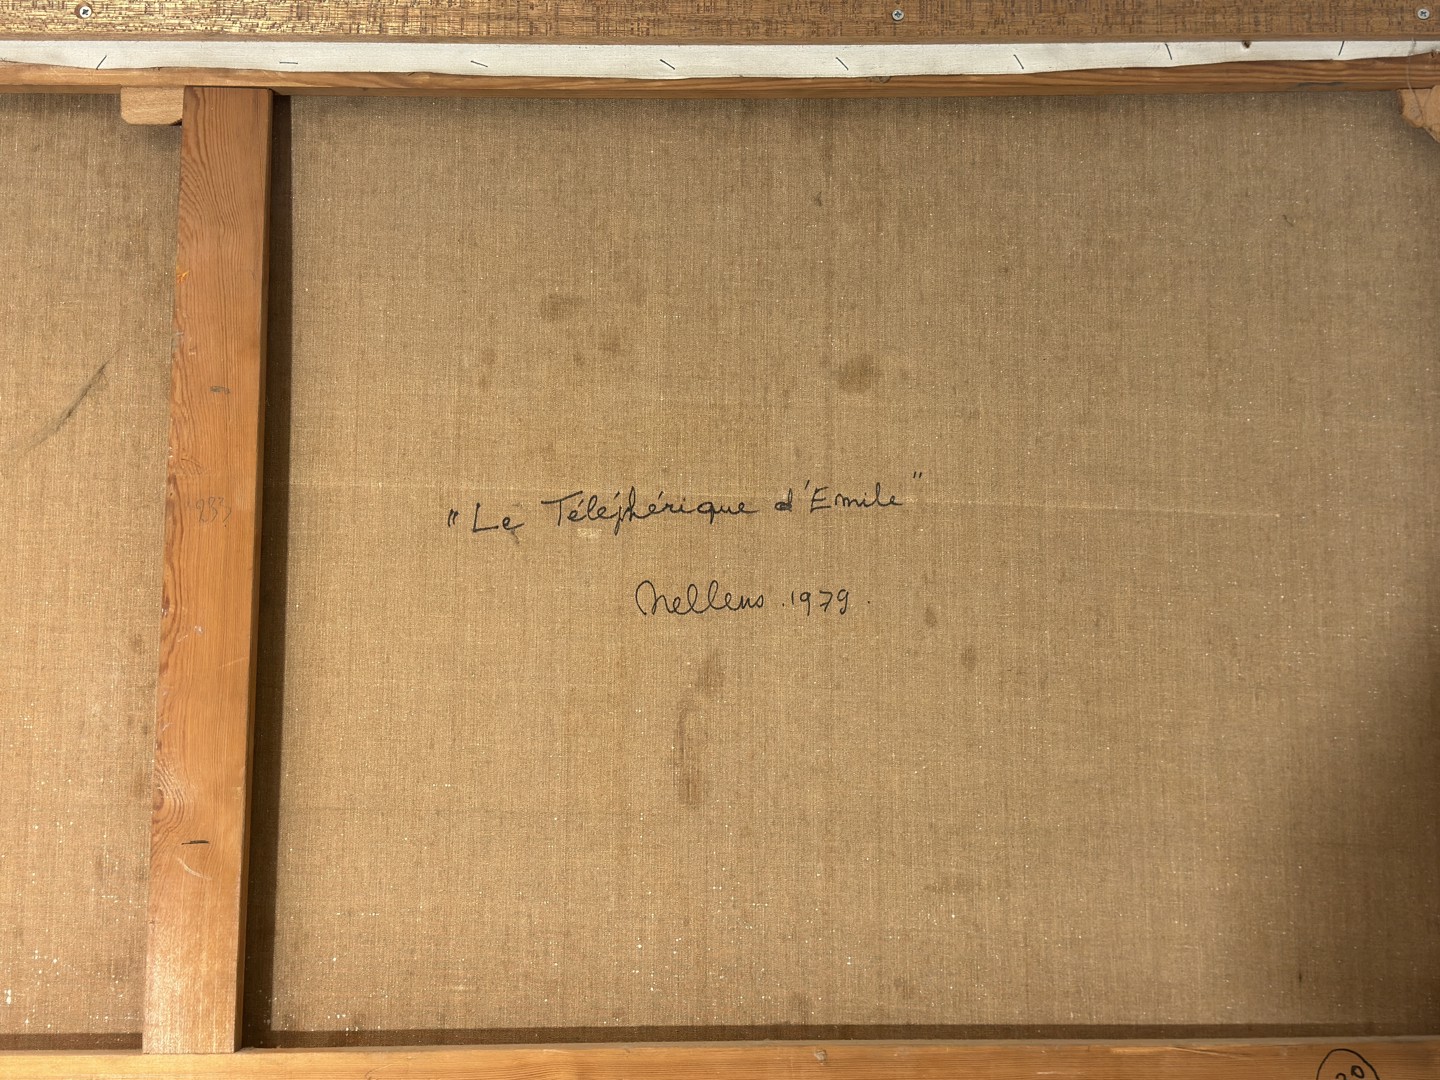 "Le Téléphérique d'Emile"
Nellens .1979.